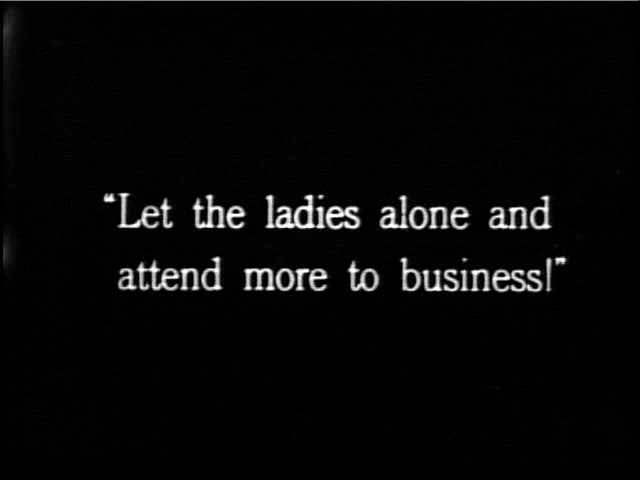 “Let the ladies alone and
attend more to business!”